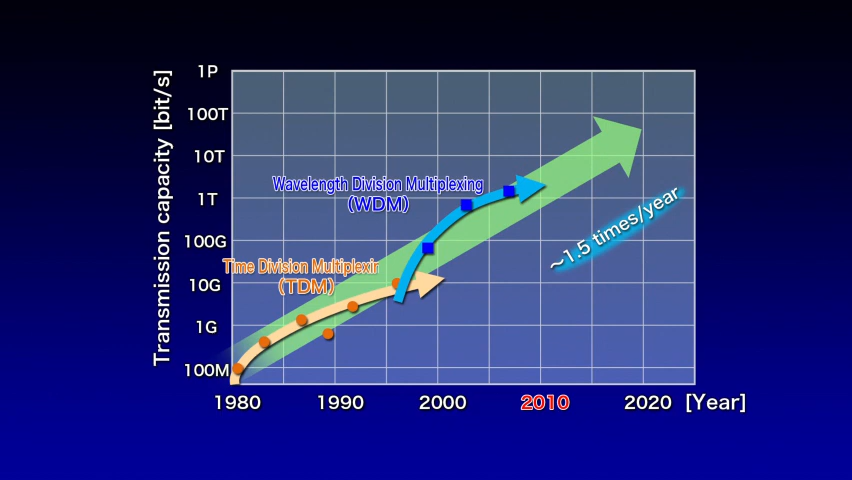 Transmission capacity [bit/s]
1P
100T
10T
1T
100G
10G
1G
100M
Wavelength Division Multiplexing
(WDM)
Time Division Multiplexir
(TDM)
~1.5 times/year
1980
1990
2000
2010
2020
[Year]